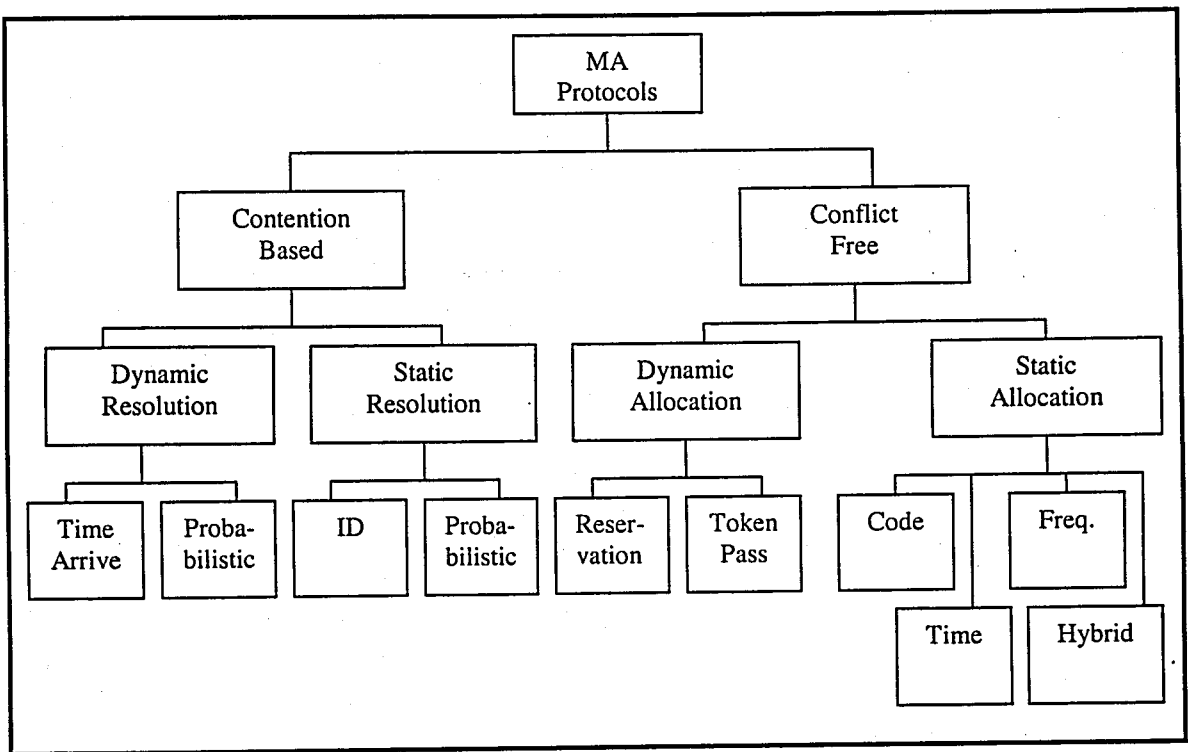 MA
Protocols
Contention
Based
Conflict
Free
Dynamic
Resolution
Static
Resolution
Dynamic
Allocation
Static
Allocation
Time
Arrive
Proba-
bilistic
ID
Proba-
bilistic
Reser-
vation
Token
Pass
Code
Freq.
Time
Hybrid